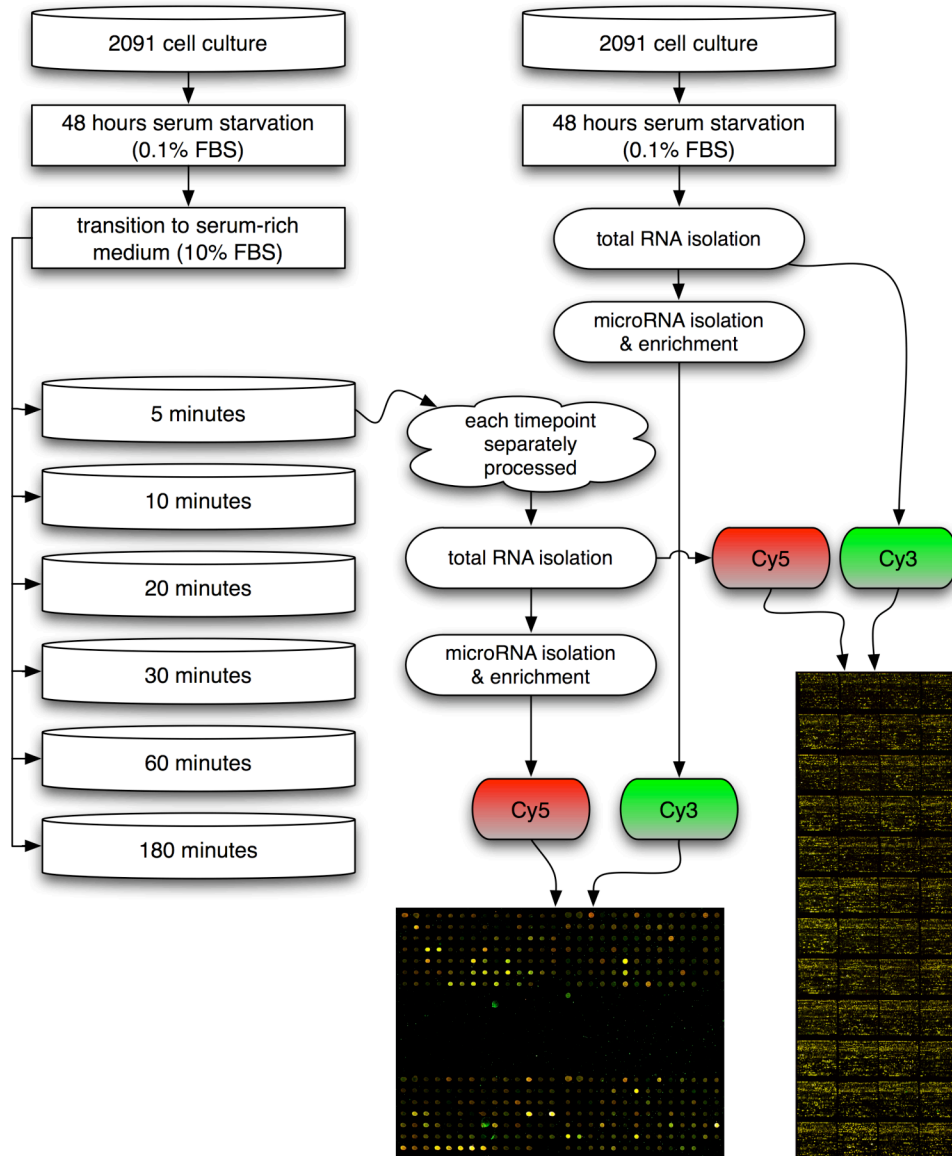 2091 cell culture
48 hours serum starvation
(0.1% FBS)
transition to serum-rich
medium (10% FBS)
5 minutes
10 minutes
20 minutes
30 minutes
60 minutes
180 minutes
2091 cell culture
48 hours serum starvation
(0.1% FBS)
total RNA isolation
microRNA isolation
& enrichment
each timepoint
separately
processed
total RNA isolation
microRNA isolation
& enrichment
Cy5
Cy3
Cy5
Cy3